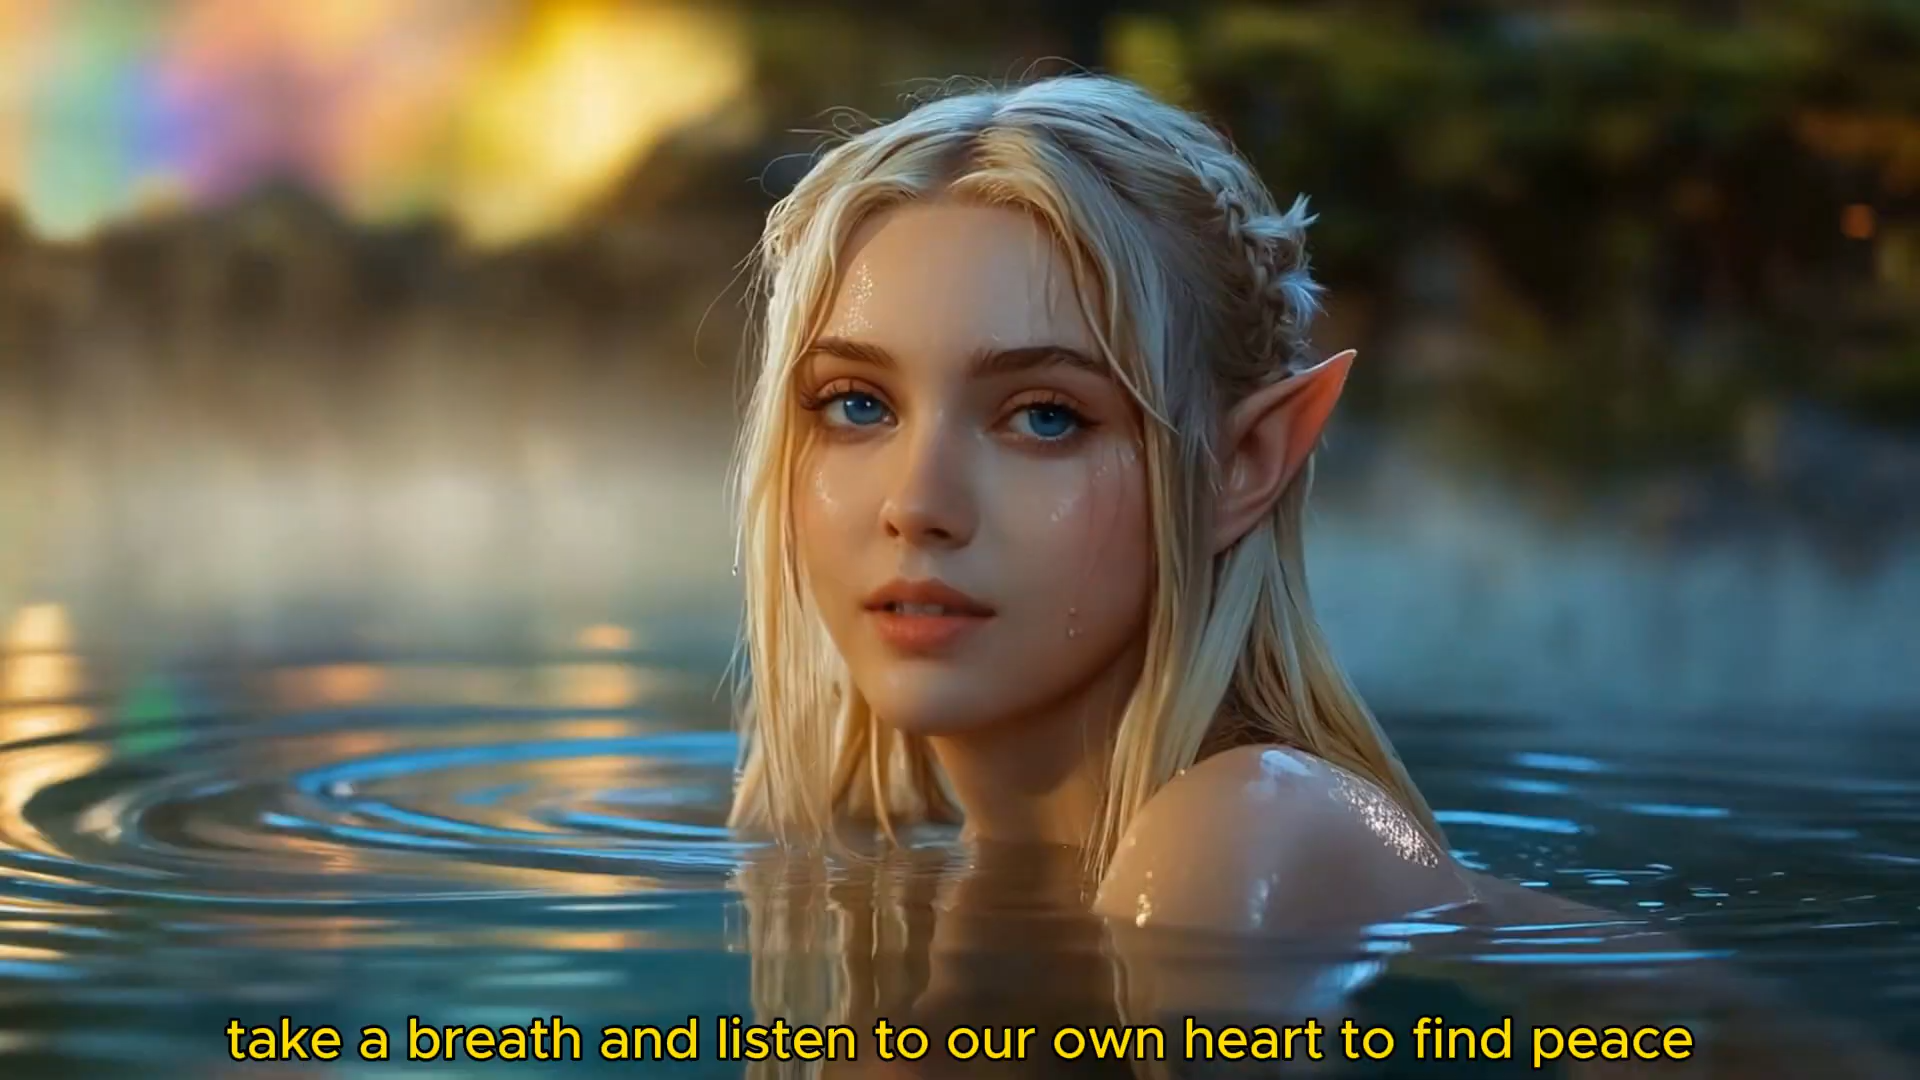 take a breath and listen to our own heart to find peace